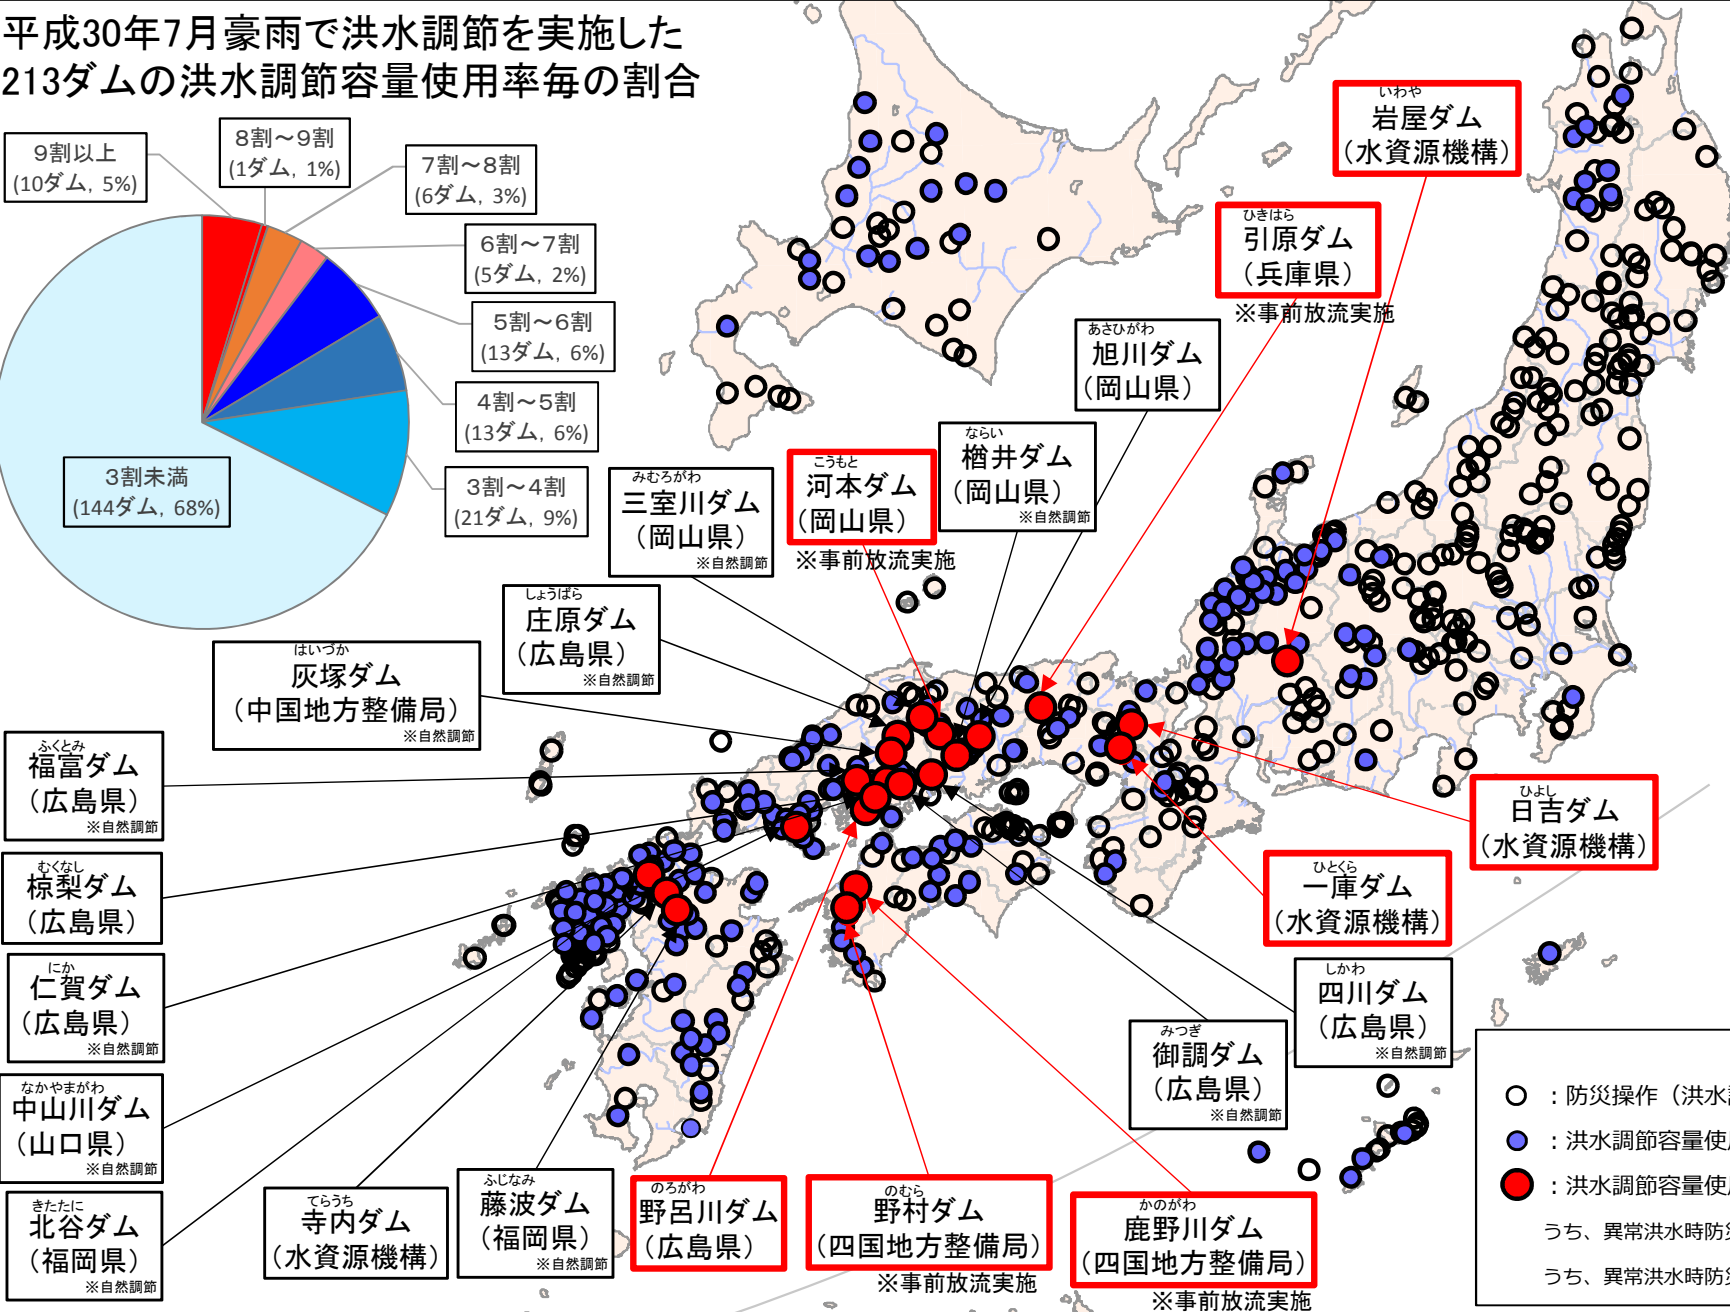 平成30年7月豪雨で洪水調節を実施した
213ダムの洪水調節容量使用率毎の割合
9割以上
(10ダム, 5%)
8割～9割
(1ダム, 1%)
7割～8割
(6ダム, 3%)
6割～7割
(5ダム, 2%)
5割～6割
(13ダム, 6%)
4割～5割
(13ダム, 6%)
3割～4割
(21ダム, 9%)
3割未満
(144ダム, 68%)
いわや
岩屋ダム
（水資源機構）
ひきはら
引原ダム
（兵庫県）
※事前放流実施
あさひがわ
旭川ダム
（岡山県）
ならい
楢井ダム
（岡山県）
※自然調節
こうもと
河本ダム
（岡山県）
※事前放流実施
みむろがわ
三室川ダム
（岡山県）
※自然調節
しょうばら
庄原ダム
（広島県）
※自然調節
はいづか
灰塚ダム
（中国地方整備局）
※自然調節
ふくとみ
福富ダム
（広島県）
※自然調節
むくなし
椋梨ダム
（広島県）
にか
仁賀ダム
（広島県）
※自然調節
なかやまがわ
中山川ダム
（山口県）
※自然調節
きたたに
北谷ダム
（福岡県）
※自然調節
てらうち
寺内ダム
（水資源機構）
ふじなみ
藤波ダム
（福岡県）
※自然調節
のろがわ
野呂川ダム
（広島県）
のむら
野村ダム
（四国地方整備局）
※事前放流実施
かのがわ
鹿野川ダム
（四国地方整備局）
※事前放流実施
みつぎ
御調ダム
（広島県）
※自然調節
しかわ
四川ダム
（広島県）
※自然調節
ひとくら
一庫ダム
（水資源機構）
ひよし
日吉ダム
（水資源機構）
：防災操作（洪水
：洪水調節容量使
：洪水調節容量使
うち、異常洪水時防
うち、異常洪水時防